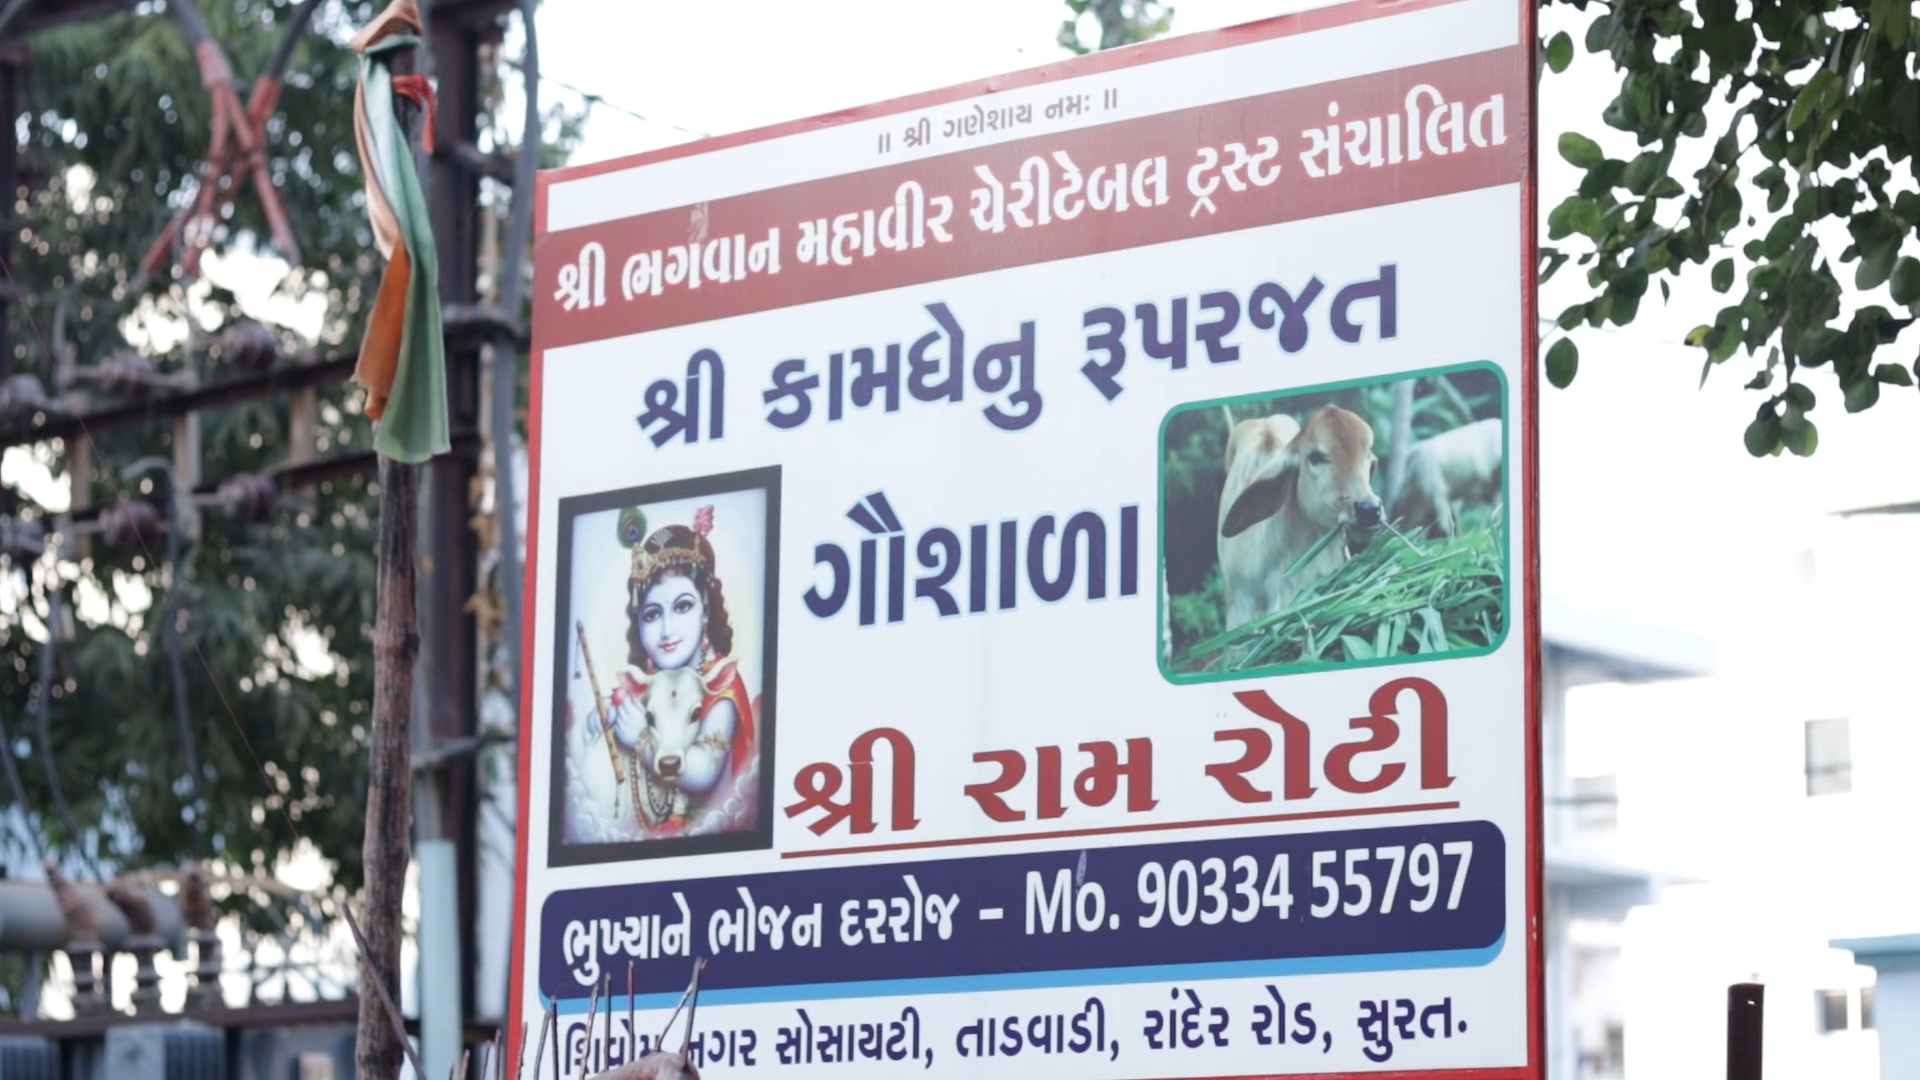 ॥ શ્રી ગણેશાય નમઃ ॥
શ્રી ભગવાન મહાવીર ચેરીટેબલ ટ્રસ્ટ સંચાલિત
શ્રી કામધેનુ રૂપરજત
ગૌશાળા
શ્રી રામ રોટી
ભુખ્યાને ભોજન દરરોજ – Mo. 90334 55797
નગર સોસાયટી, તાડવાડી, રાંદેર રોડ, સુરત.